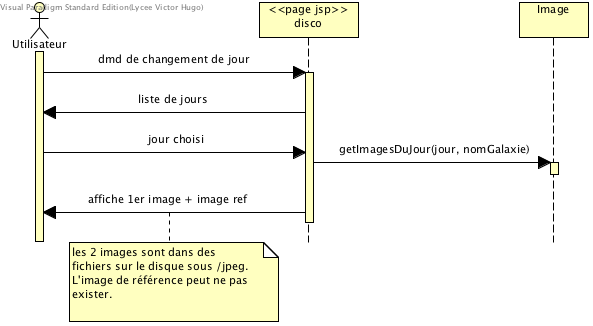 Visual Paradigm Standard Edition(Lycee Victor Hugo)
<<page jsp>>
disco
Image
Utilisateur
dmd de changement de jour
liste de jours
jour choisi
getImagesDuJour(jour, nomGalaxie)
affiche 1er image + image ref
les 2 images sont dans des
fichiers sur le disque sous /jpeg.
L'image de référence peut ne pas
exister.